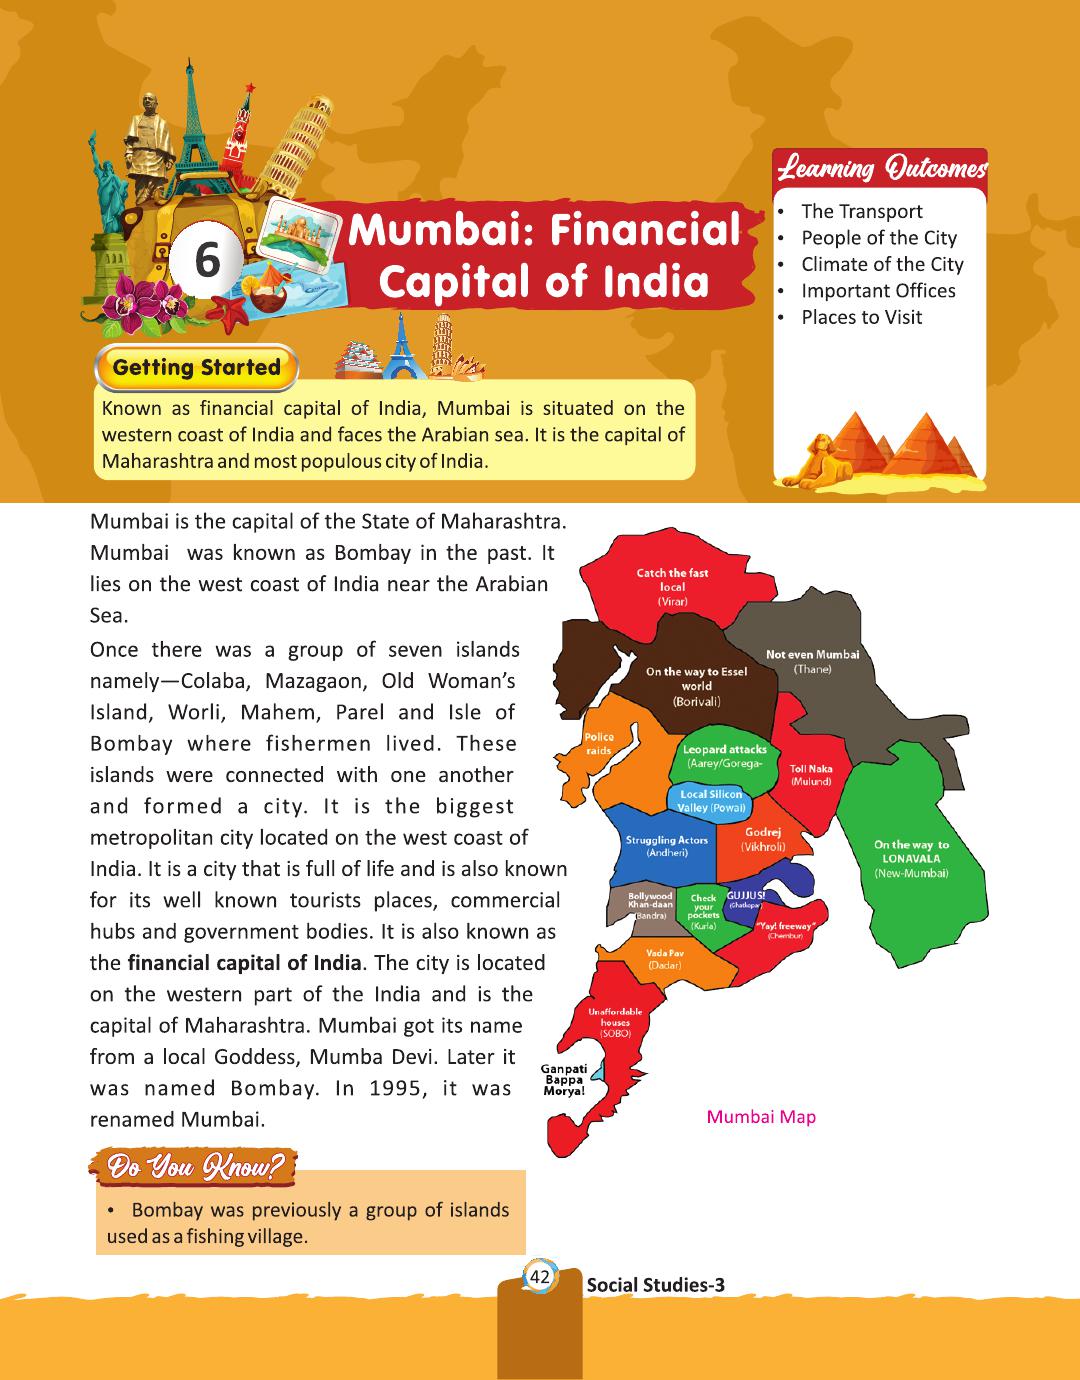 6
Mumbai: Financial
Capital of India
Learning Outcomes
• The Transport
• People of the City
• Climate of the City
• Important Offices
• Places to Visit
Getting Started
Known as financial capital of India, Mumbai is situated on the
western coast of India and faces the Arabian sea. It is the capital of
Maharashtra and most populous city of India.
Mumbai is the capital of the State of Maharashtra.
Mumbai was known as Bombay in the past. It
lies on the west coast of India near the Arabian
Sea.
Once there was a group of seven islands
namely—Colaba, Mazagaon, Old Woman's
Island, Worli, Mahem, Parel and Isle of
Bombay where fishermen lived. These
islands were connected with one another
and formed a city. It is the biggest
metropolitan city located on the west coast of
India. It is a city that is full of life and is also known
for its well known tourists places, commercial
hubs and government bodies. It is also known as
the financial capital of India. The city is located
on the western part of the India and is the
capital of Maharashtra. Mumbai got its name
from a local Goddess, Mumba Devi. Later it
was named Bombay. In 1995, it was
renamed Mumbai.
Catch the fast
local
(Virar)
Not even Mumbai
(Thane)
On the way to Essel
world
(Borivali)
Police
raids
Leopard attacks
(Aarey/Gorega-
Toll Naka
(Mulund)
Local Silicon
Valley (Powai)
Struggling Actors
(Andheri)
Godrej
(Vikhroli)
On the way to
LONAVALA
(New-Mumbai)
Bollywood
Khan-daan
(Bandra)
Check
your
pockets
(Kurla)
GUJJUS!
(Ghatkopar)
"Yay! freeway"
(Chembur)
Vada Pav
(Dadar)
Unaffordable
houses
(SOBO)
Ganpati
Bappa
Morya!
Mumbai Map
Do You Know?
• Bombay was previously a group of islands
used as a fishing village.
42
Social Studies-3